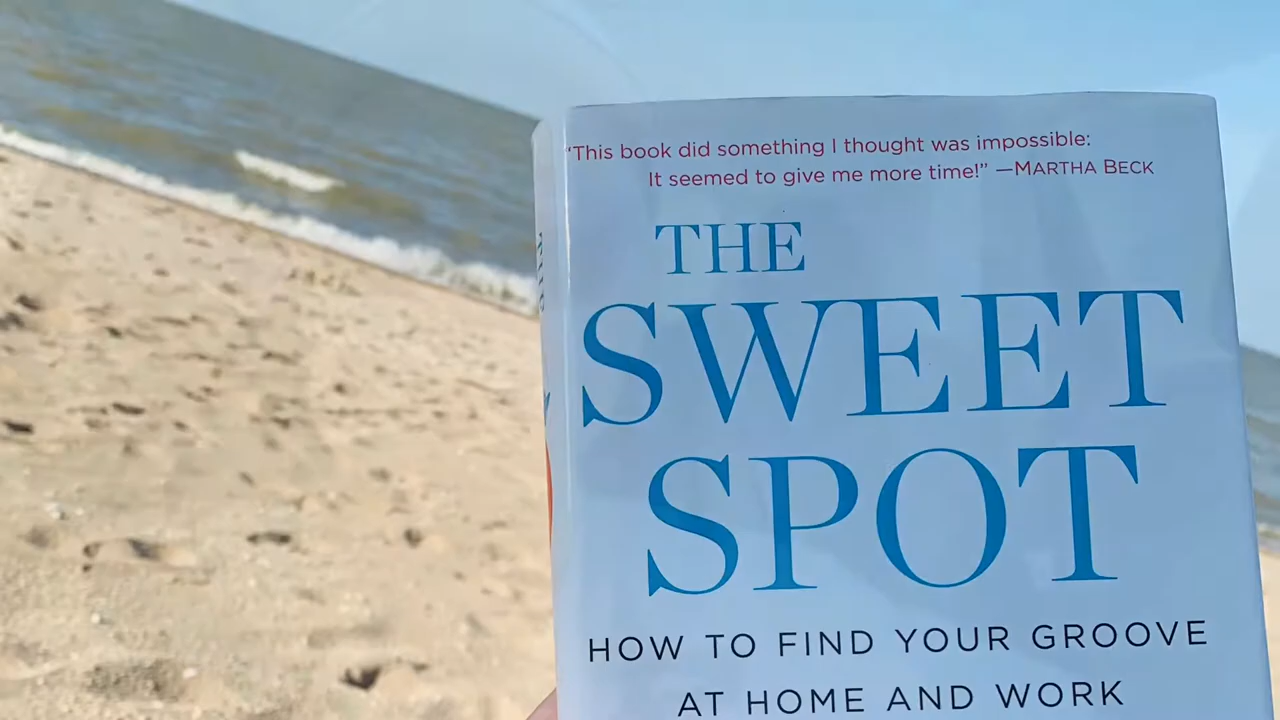 “This book did something I thought was impossible:
It seemed to give me more time!” —MARTHA BECK
THE
SWEET
SPOT
HOW TO FIND YOUR GROOVE
AT HOME AND WORK